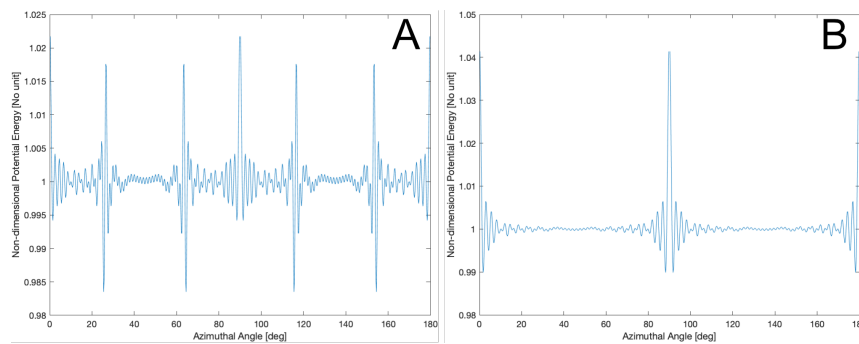 A
Non-dimensional Potential Energy [No unit]
1.025
1.02
1.015
1.01
1.005
1
0.995
0.99
0.985
0.98
0 20 40 60 80 100 120 140 160 180
Azimuthal Angle [deg]
B
Non-dimensional Potential Energy [No unit]
1.05
1.04
1.03
1.02
1.01
1
0.99
0.98
0 20 40 60 80 100 120 140 160 180
Azimuthal Angle [deg]